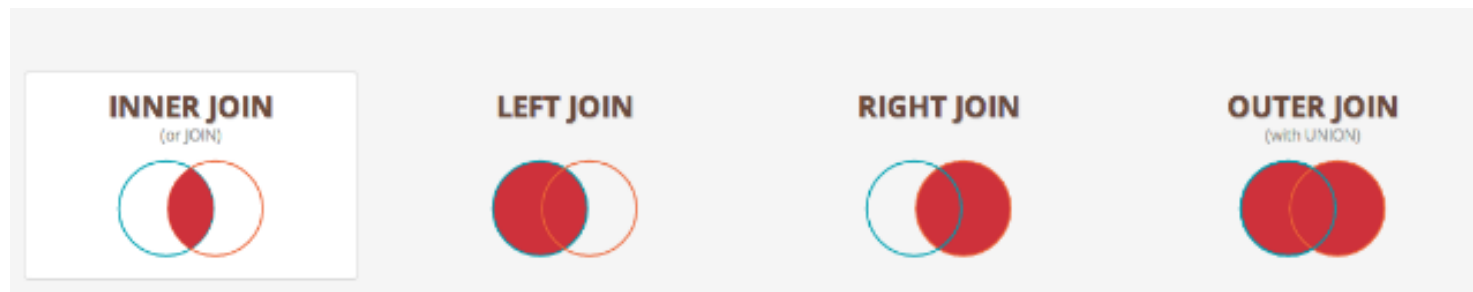 INNER JOIN
(or JOIN)
LEFT JOIN
RIGHT JOIN
OUTER JOIN
(with UNION)